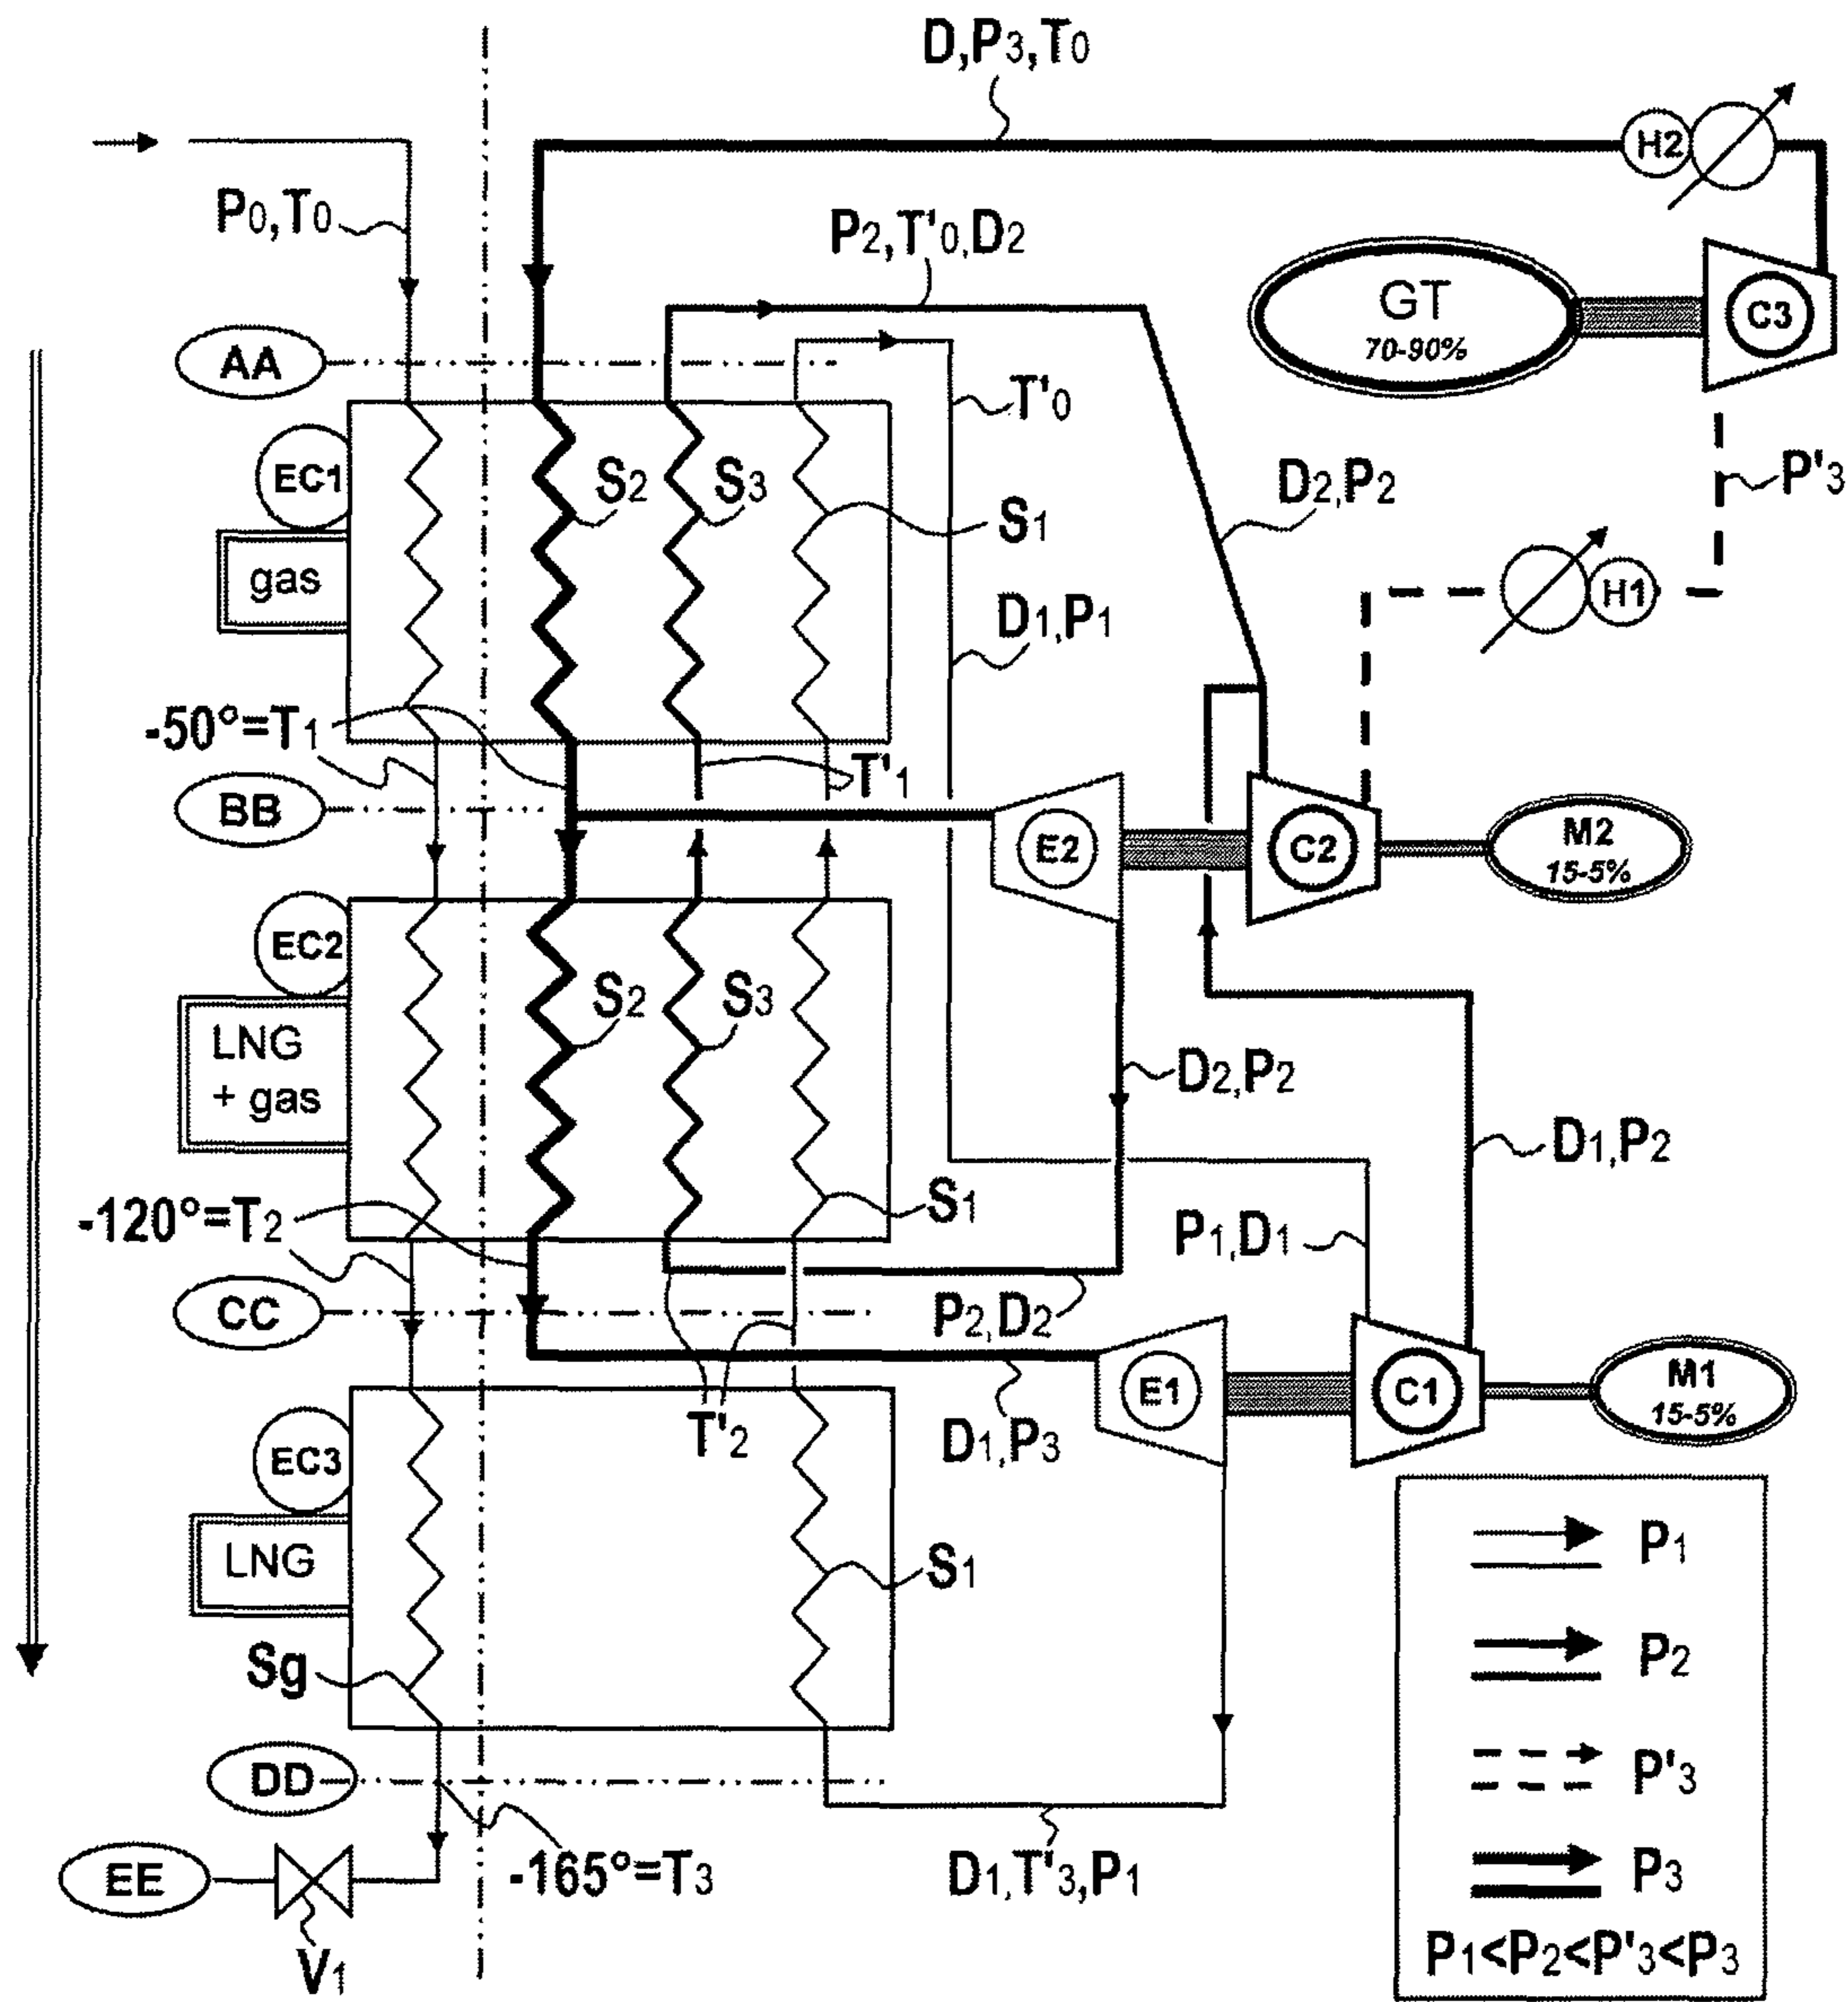 D,P3,T0
H2
P0,T0
P2,T'0,D2
GT
70-90%
C3
AA
T'0
P'3
EC1
S2
S3
S1
D2,P2
gas
H1
D1,P1
-50°=T1
T'1
BB
E2
C2
M2
15-5%
EC2
S2
S3
LNG
+ gas
D2,P2
D1,P2
-120°=T2
S1
P1,D1
CC
P2,D2
E1
C1
M1
15-5%
T'2
D1,P3
EC3
LNG
S1
P1
Sg
P2
DD
P'3
EE
-165°=T3
D1,T'3,P1
P3
V1
P1<P2<P'3<P3